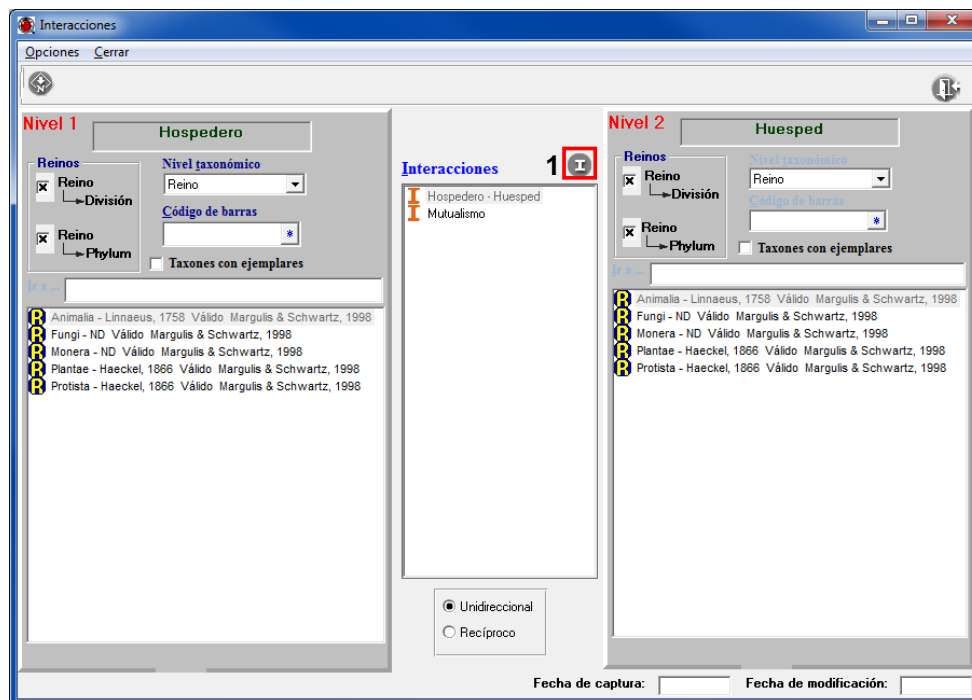 Interacciones
Opciones Cerrar
N
Nivel 1
Hospedero
Reinos
Reino
División
Reino
Phylum
Nivel taxonómico
Reino
Código de barras
*
Taxones con ejemplares
Ir a ...
R Animalia - Linnaeus, 1758 Válido Margulis & Schwartz, 1998
R Fungi - ND Válido Margulis & Schwartz, 1998
R Monera - ND Válido Margulis & Schwartz, 1998
R Plantae - Haeckel, 1866 Válido Margulis & Schwartz, 1998
R Protista - Haeckel, 1866 Válido Margulis & Schwartz, 1998
Interacciones 1 I
I Hospedero - Huesped
I Mutualismo
Unidireccional
Recíproco
Nivel 2
Huesped
Reinos
Reino
División
Reino
Phylum
Nivel taxonómico
Reino
Código de barras
*
Taxones con ejemplares
Ir a ...
R Animalia - Linnaeus, 1758 Válido Margulis & Schwartz, 1998
R Fungi - ND Válido Margulis & Schwartz, 1998
R Monera - ND Válido Margulis & Schwartz, 1998
R Plantae - Haeckel, 1866 Válido Margulis & Schwartz, 1998
R Protista - Haeckel, 1866 Válido Margulis & Schwartz, 1998
Fecha de captura: Fecha de modificación: